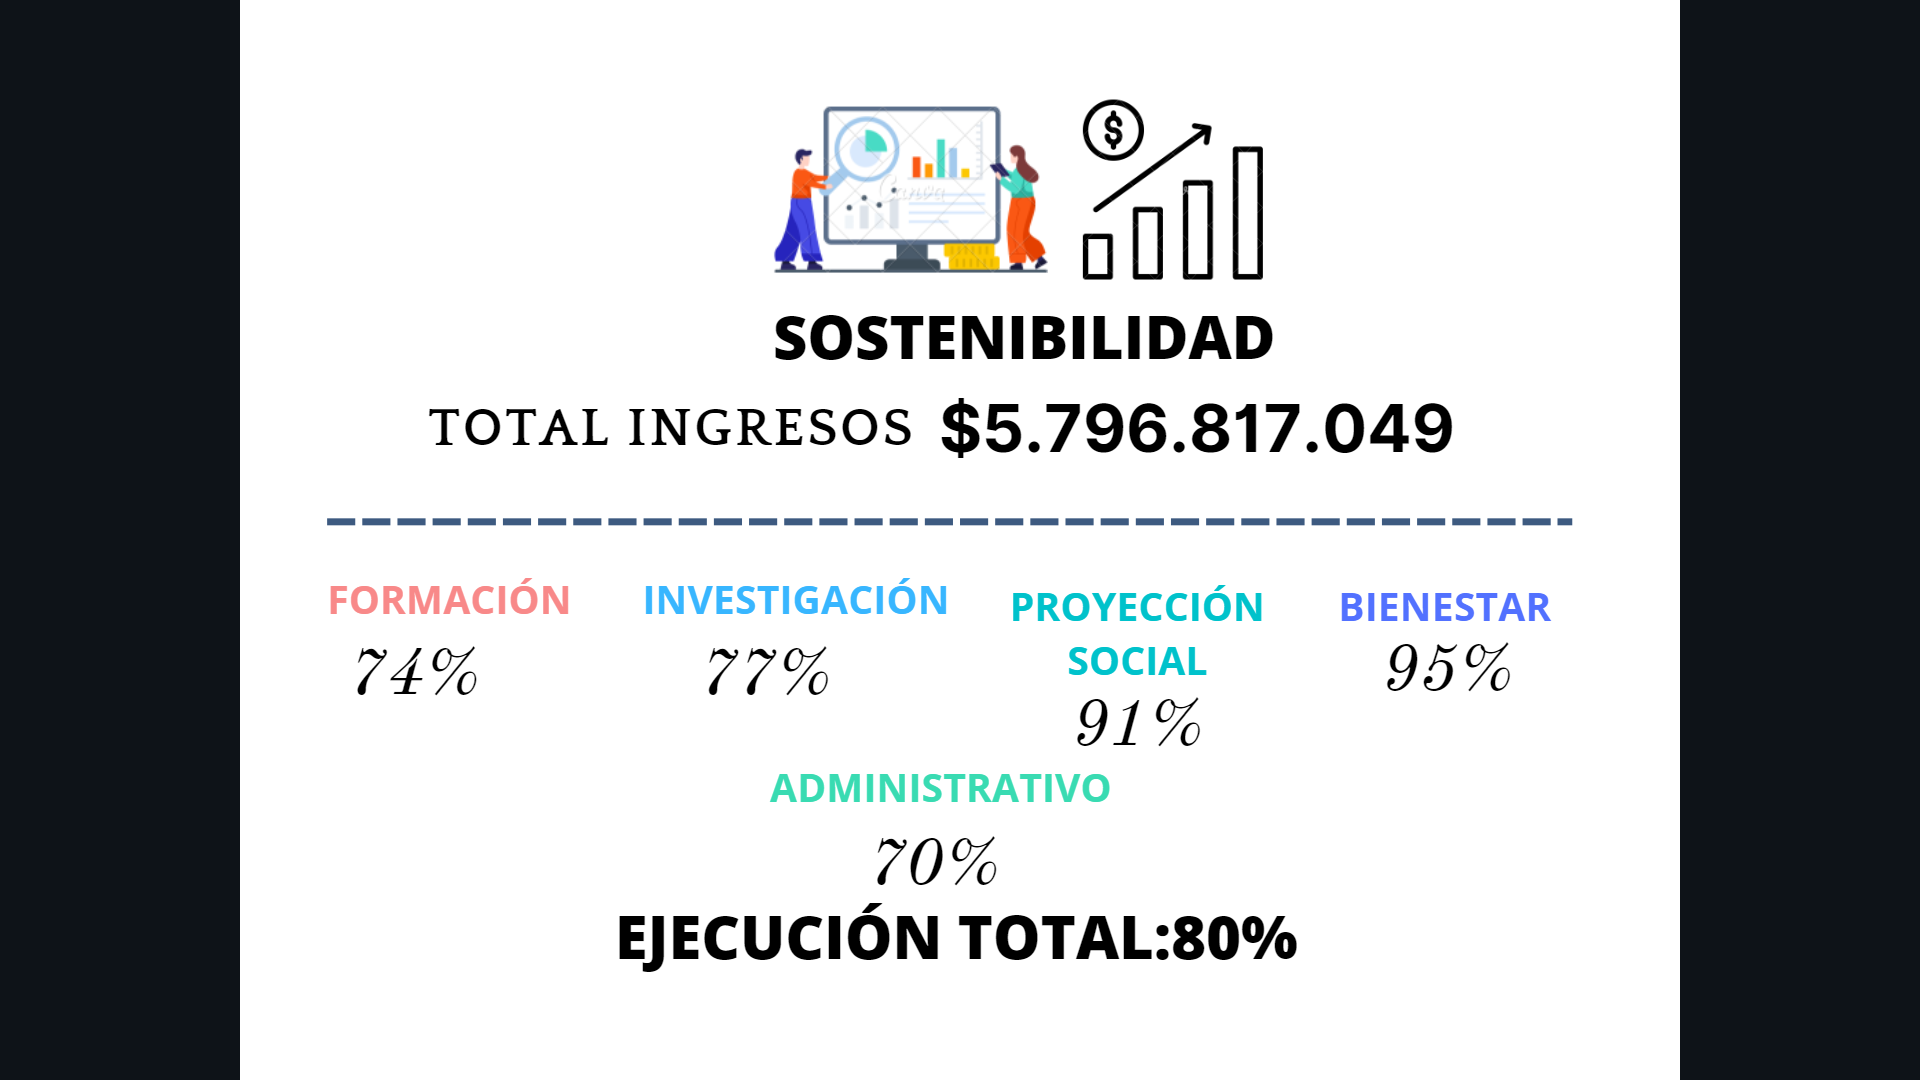 $
Canva
SOSTENIBILIDAD
TOTAL INGRESOS $5.796.817.049
FORMACIÓN
74%
INVESTIGACIÓN
77%
PROYECCIÓN
SOCIAL
91%
BIENESTAR
95%
ADMINISTRATIVO
70%
EJECUCIÓN TOTAL:80%